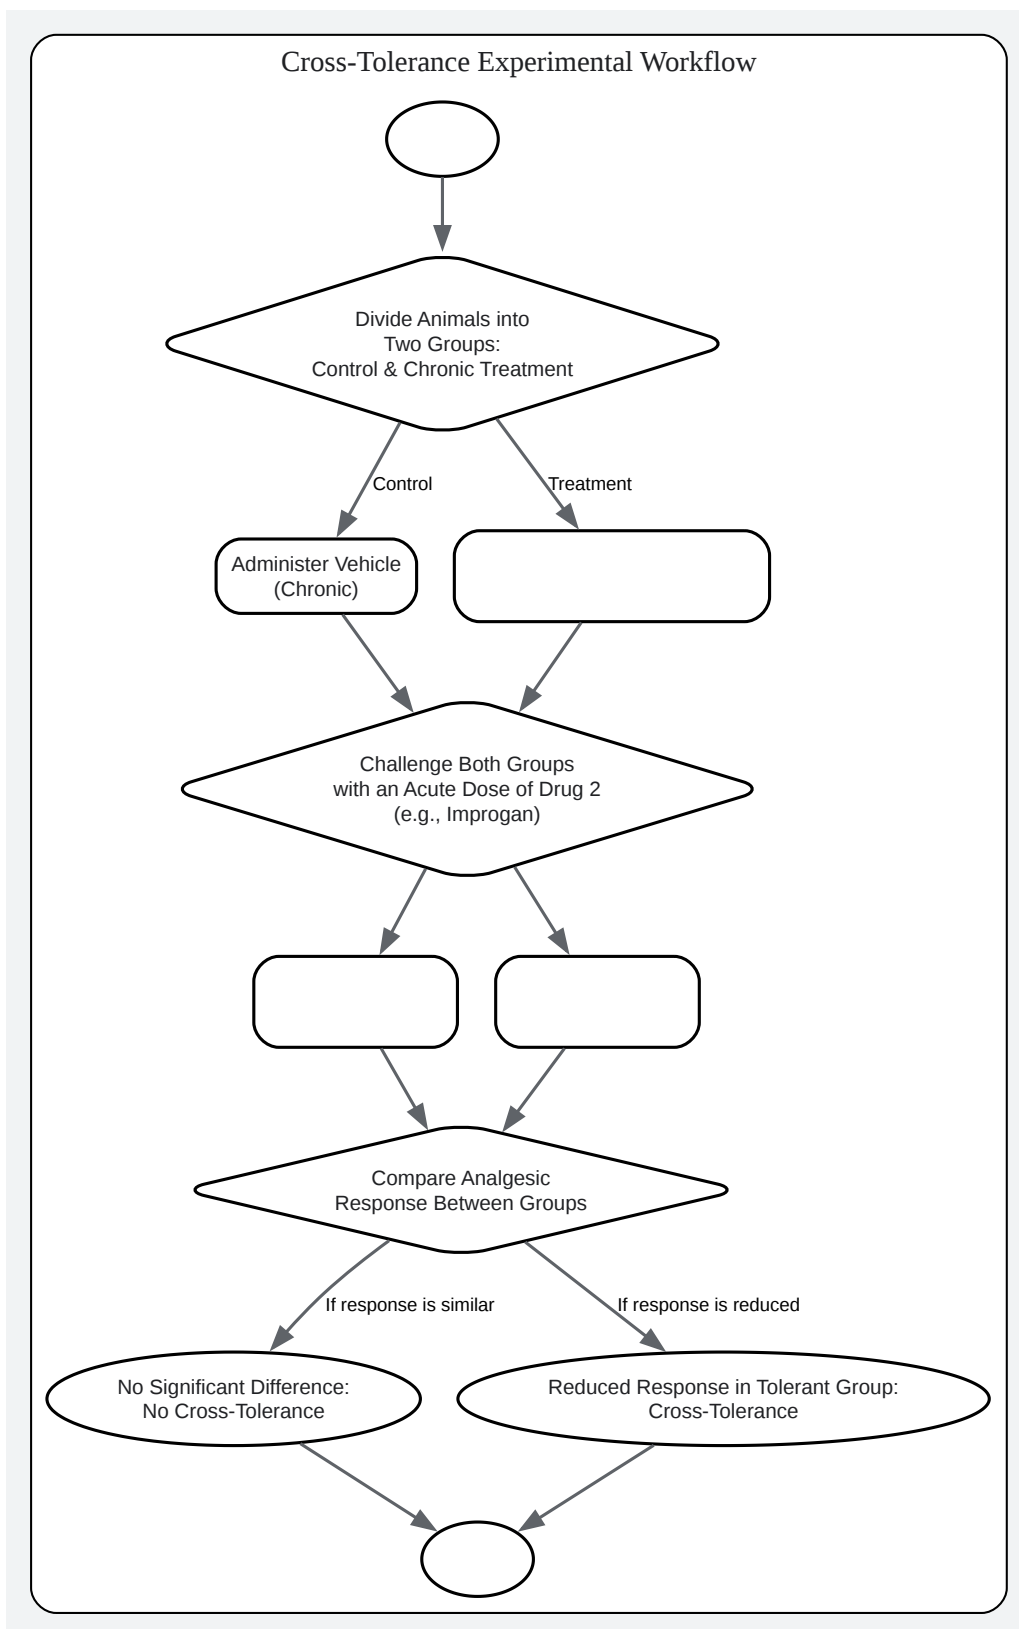 Cross-Tolerance Experimental Workflow
Divide Animals into
Two Groups:
Control & Chronic Treatment
Control
Treatment
Administer Vehicle
(Chronic)
Challenge Both Groups
with an Acute Dose of Drug 2
(e.g., Improgan)
Compare Analgesic
Response Between Groups
If response is similar
If response is reduced
No Significant Difference:
No Cross-Tolerance
Reduced Response in Tolerant Group:
Cross-Tolerance